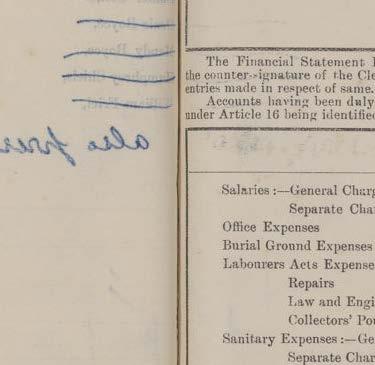 The Financial Statement
the counter-signature of the Cle
entries made in respect of same.
Accounts having been duly
under Article 16 being identified
Salaries :—General Charg
Separate Char
Office Expenses
Burial Ground Expenses
Labourers Acts Expense
Repairs
Law and Engi
Collectors' Pou
Sanitary Expenses :—Ge
Separate Char